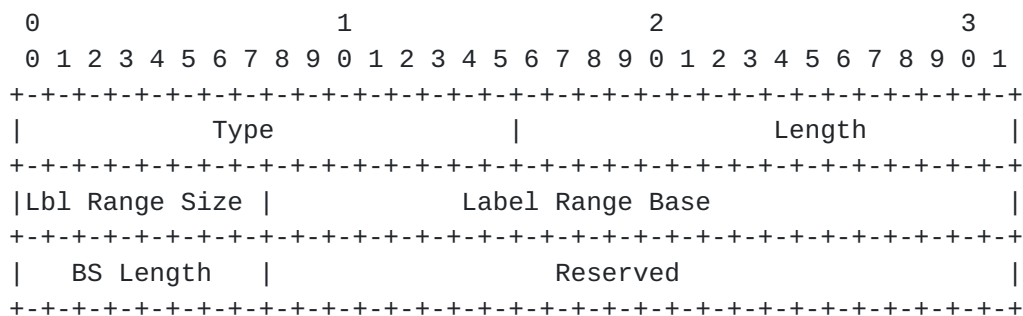 0                   1                   2                   3
 0 1 2 3 4 5 6 7 8 9 0 1 2 3 4 5 6 7 8 9 0 1 2 3 4 5 6 7 8 9 0 1
+-+-+-+-+-+-+-+-+-+-+-+-+-+-+-+-+-+-+-+-+-+-+-+-+-+-+-+-+-+-+-+-+
|            Type               |                Length         |
+-+-+-+-+-+-+-+-+-+-+-+-+-+-+-+-+-+-+-+-+-+-+-+-+-+-+-+-+-+-+-+-+
|Lbl Range Size |            Label Range Base                   |
+-+-+-+-+-+-+-+-+-+-+-+-+-+-+-+-+-+-+-+-+-+-+-+-+-+-+-+-+-+-+-+-+
|   BS Length   |                  Reserved                     |
+-+-+-+-+-+-+-+-+-+-+-+-+-+-+-+-+-+-+-+-+-+-+-+-+-+-+-+-+-+-+-+-+